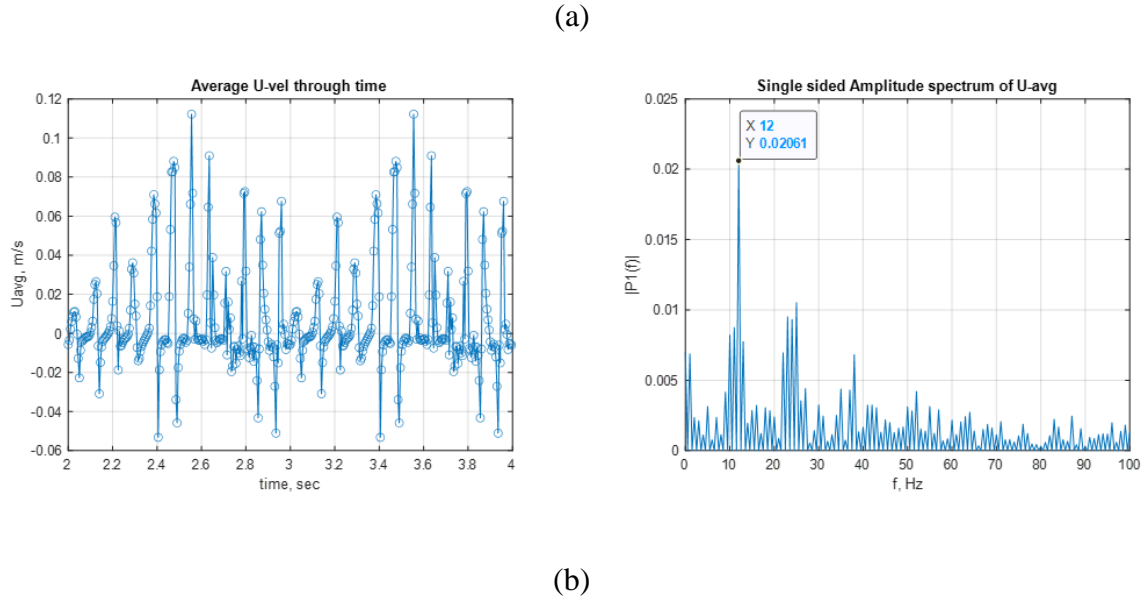 (a)
Average U-vel through time
Uavg, m/s
0.12
0.1
0.08
0.06
0.04
0.02
0
-0.02
-0.04
-0.06
2 2.2 2.4 2.6 2.8 3 3.2 3.4 3.6 3.8 4
time, sec
Single sided Amplitude spectrum of U-avg
X 12
Y 0.02061
|P1(f)|
0.025
0.02
0.015
0.01
0.005
0
0 10 20 30 40 50 60 70 80 90 100
f, Hz
(b)